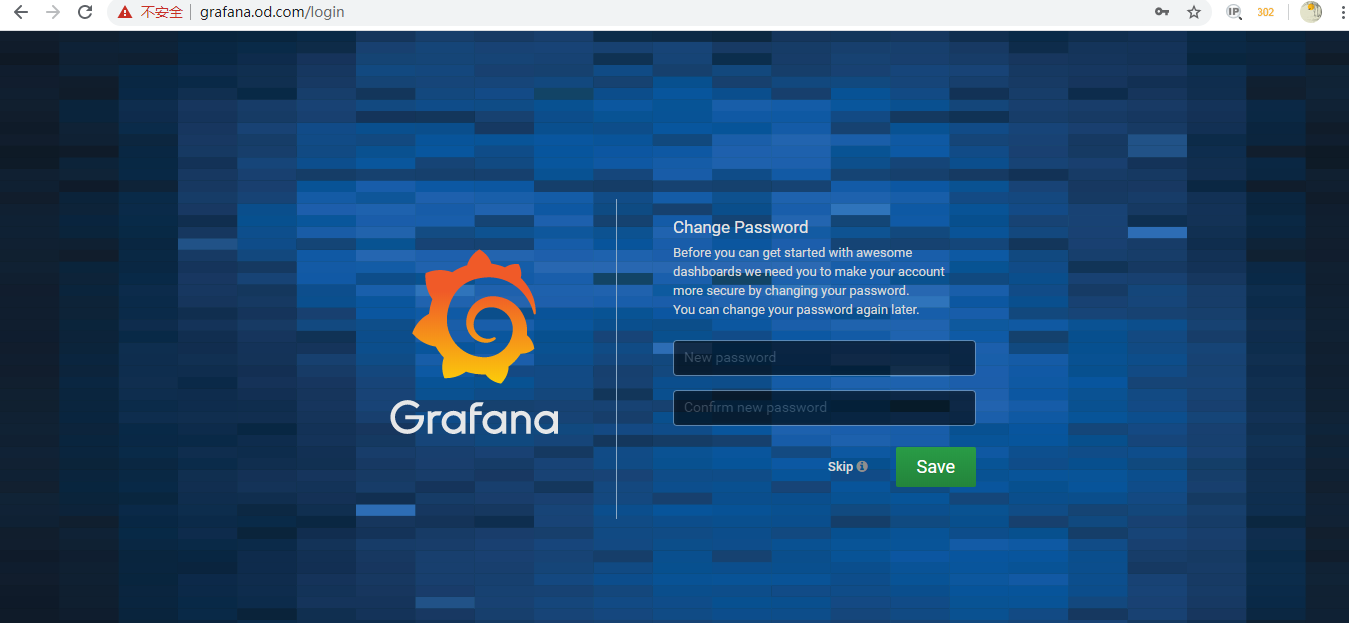 不安全 grafana.od.com/login
IP 302
Change Password
Before you can get started with awesome
dashboards we need you to make your account
more secure by changing your password.
You can change your password again later.
New password
Confirm new password
Skip
Save
Grafana